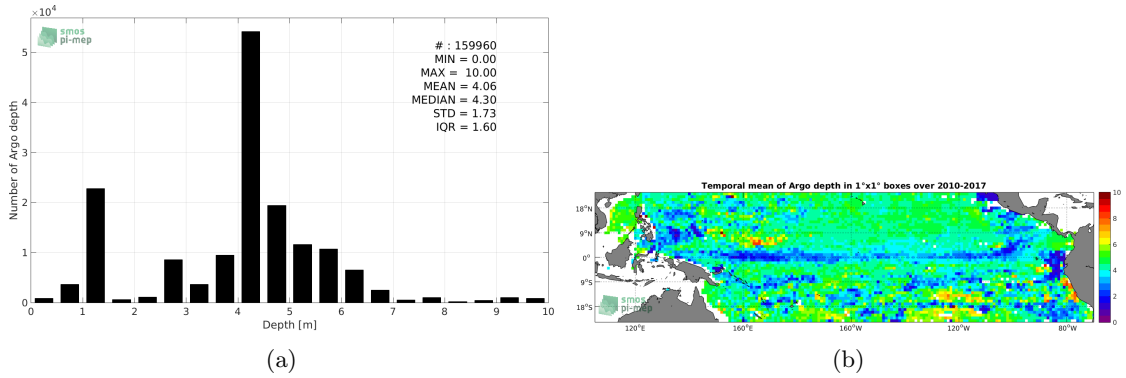 ×10⁴
smos
pi-mep
# : 159960
MIN = 0.00
MAX = 10.00
MEAN = 4.06
MEDIAN = 4.30
STD = 1.73
IQR = 1.60
Number of Argo depth
5
4
3
2
1
0
0 1 2 3 4 5 6 7 8 9 10
Depth [m]
(a)
Temporal mean of Argo depth in 1°x1° boxes over 2010-2017
18°N
9°N
0°
9°S
18°S
smos
pi-mep
120°E 160°E 160°W 120°W 80°W
10
8
6
4
2
0
(b)